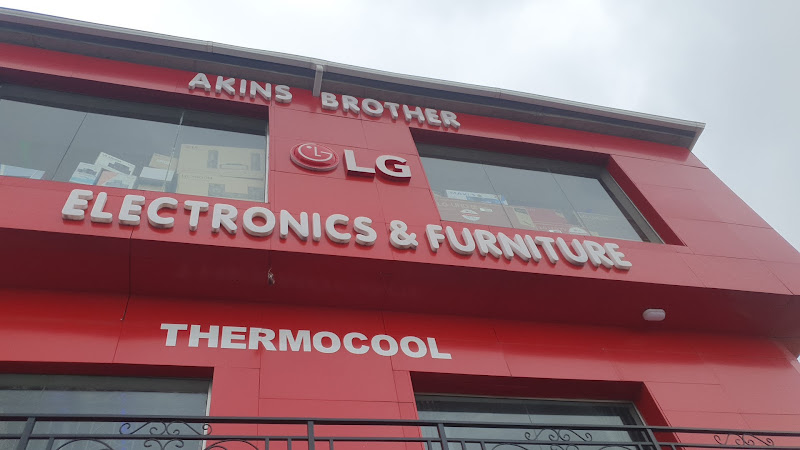 AKINS BROTHER
LG
ELECTRONICS & FURNITURE
THERMOCOOL